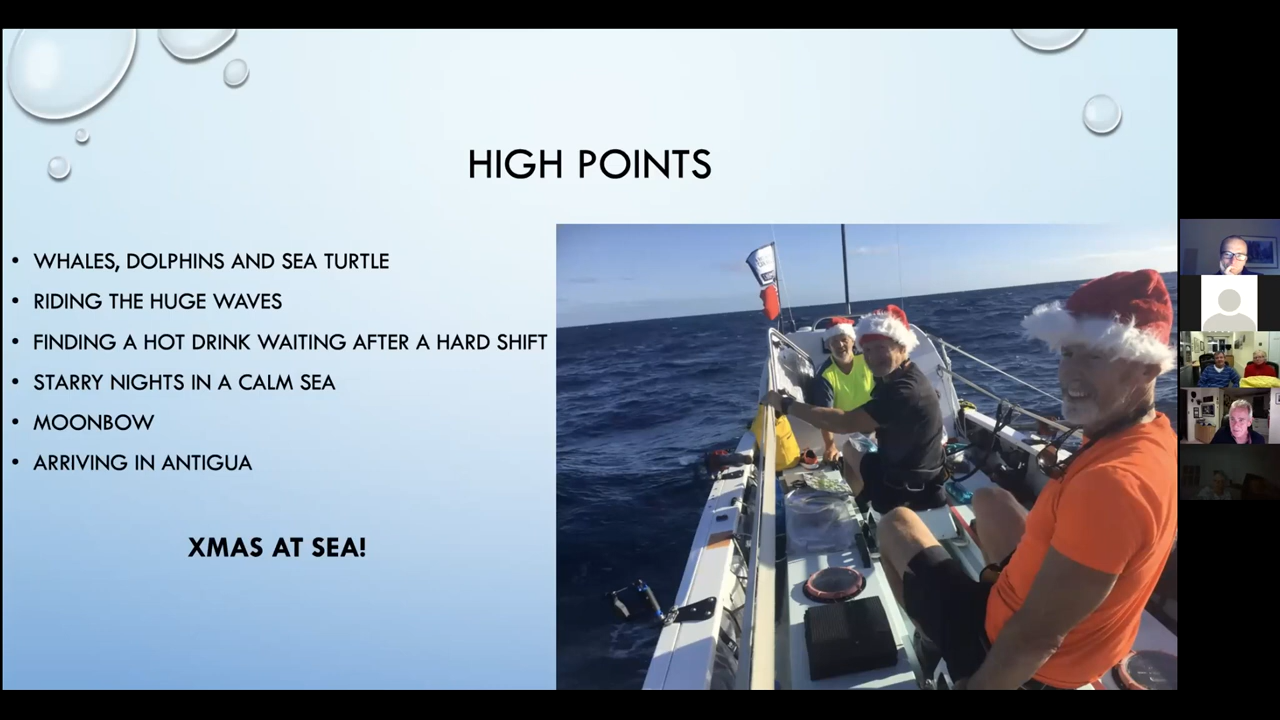 HIGH POINTS
• WHALES, DOLPHINS AND SEA TURTLE
• RIDING THE HUGE WAVES
• FINDING A HOT DRINK WAITING AFTER A HARD SHIFT
• STARRY NIGHTS IN A CALM SEA
• MOONBOW
• ARRIVING IN ANTIGUA
XMAS AT SEA!